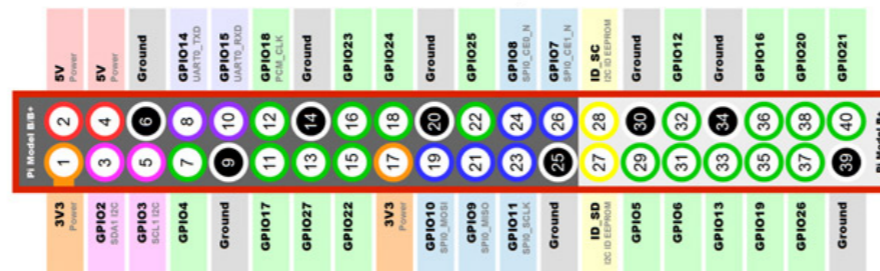 5V
Power
5V
Power
Ground
GPIO14
UART0_TXD
GPIO15
UART0_RXD
GPIO18
PCM_CLK
Ground
GPIO23
GPIO24
Ground
GPIO25
GPIO8
SPI0_CE0_N
GPIO7
SPI0_CE1_N
ID_SC
I2C ID EEPROM
Ground
GPIO12
Ground
GPIO16
GPIO20
GPIO21
Pi Model B/B+
2
4
6
8
10
12
14
16
18
20
22
24
26
28
30
32
34
36
38
40
1
3
5
7
9
11
13
15
17
19
21
23
25
27
29
31
33
35
37
39
3V3
Power
GPIO2
SDA1 I2C
GPIO3
SCL1 I2C
GPIO4
Ground
GPIO17
GPIO27
GPIO22
3V3
Power
GPIO10
SPI0_MOSI
GPIO9
SPI0_MISO
GPIO11
SPI0_SCLK
Ground
ID_SD
I2C ID EEPROM
GPIO5
GPIO6
GPIO13
GPIO19
GPIO26
Ground